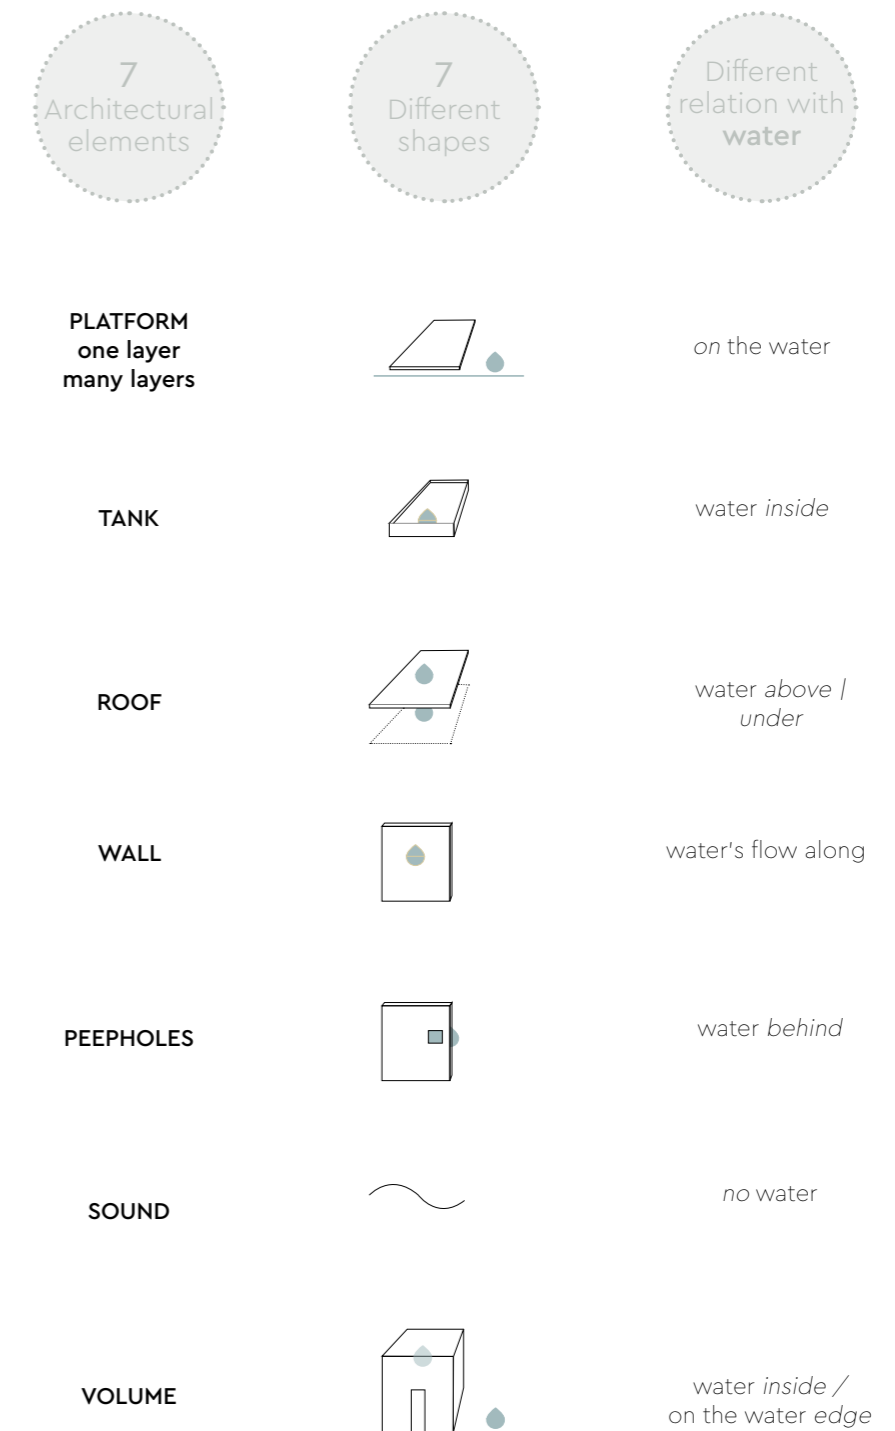 7
Architectural
elements
7
Different
shapes
Different
relation with
water
PLATFORM
one layer
many layers
on the water
TANK
water inside
ROOF
water above |
under
WALL
water's flow along
PEEPHOLES
water behind
SOUND
no water
VOLUME
water inside /
on the water edge